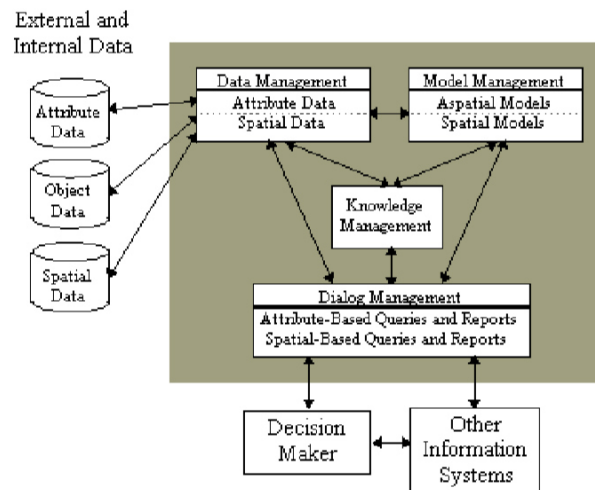 External and
Internal Data
Attribute
Data
Object
Data
Spatial
Data
Data Management
Attribute Data
Spatial Data
Model Management
Aspatial Models
Spatial Models
Knowledge
Management
Dialog Management
Attribute-Based Queries and Reports
Spatial-Based Queries and Reports
Decision
Maker
Other
Information
Systems